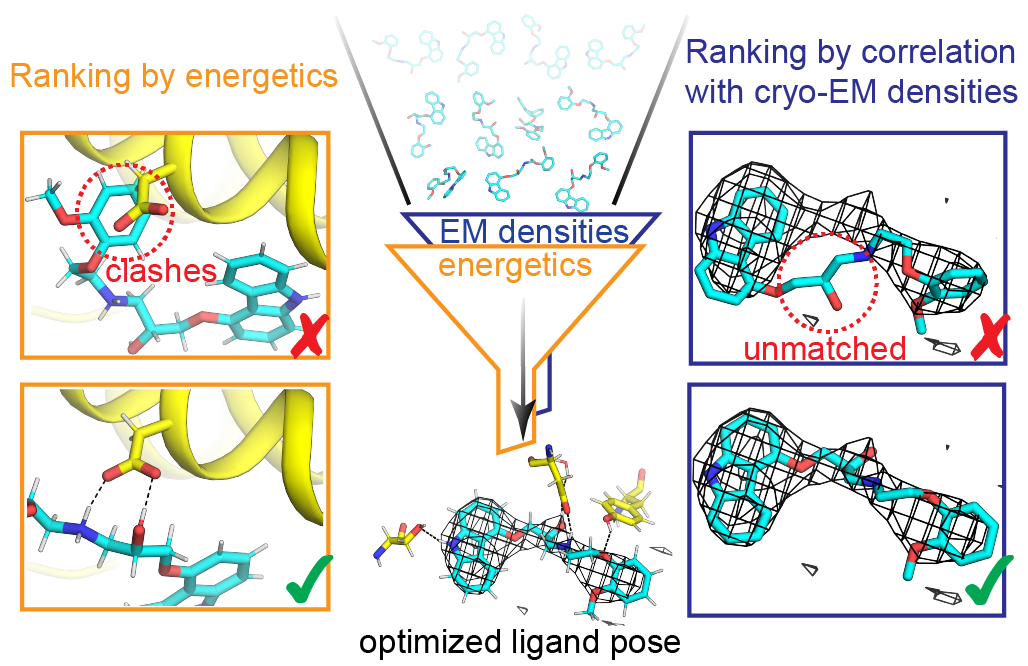 Ranking by energetics
clashes
EM densities
energetics
optimized ligand pose
Ranking by correlation
with cryo-EM densities
unmatched